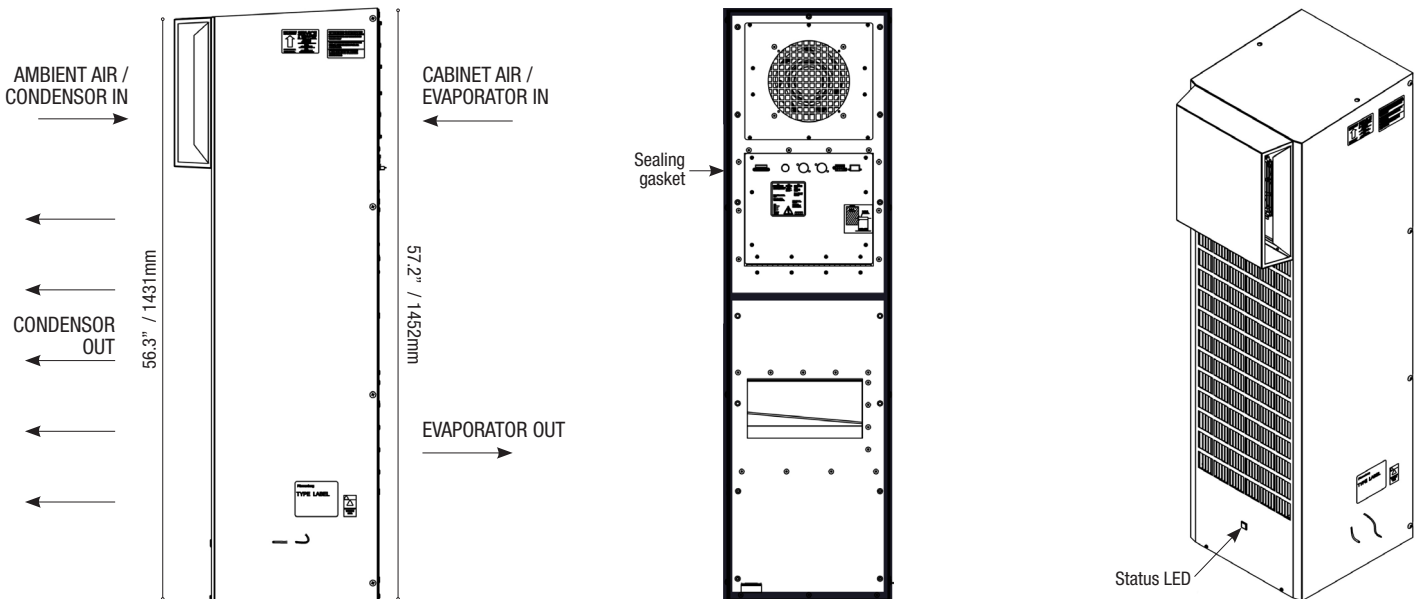 AMBIENT AIR /
CONDENSOR IN
CABINET AIR /
EVAPORATOR IN
56.3” / 1431mm
57.2” / 1452mm
CONDENSOR
OUT
EVAPORATOR OUT
TYPE LABEL
Sealing
gasket
TYPE LABEL
Status LED